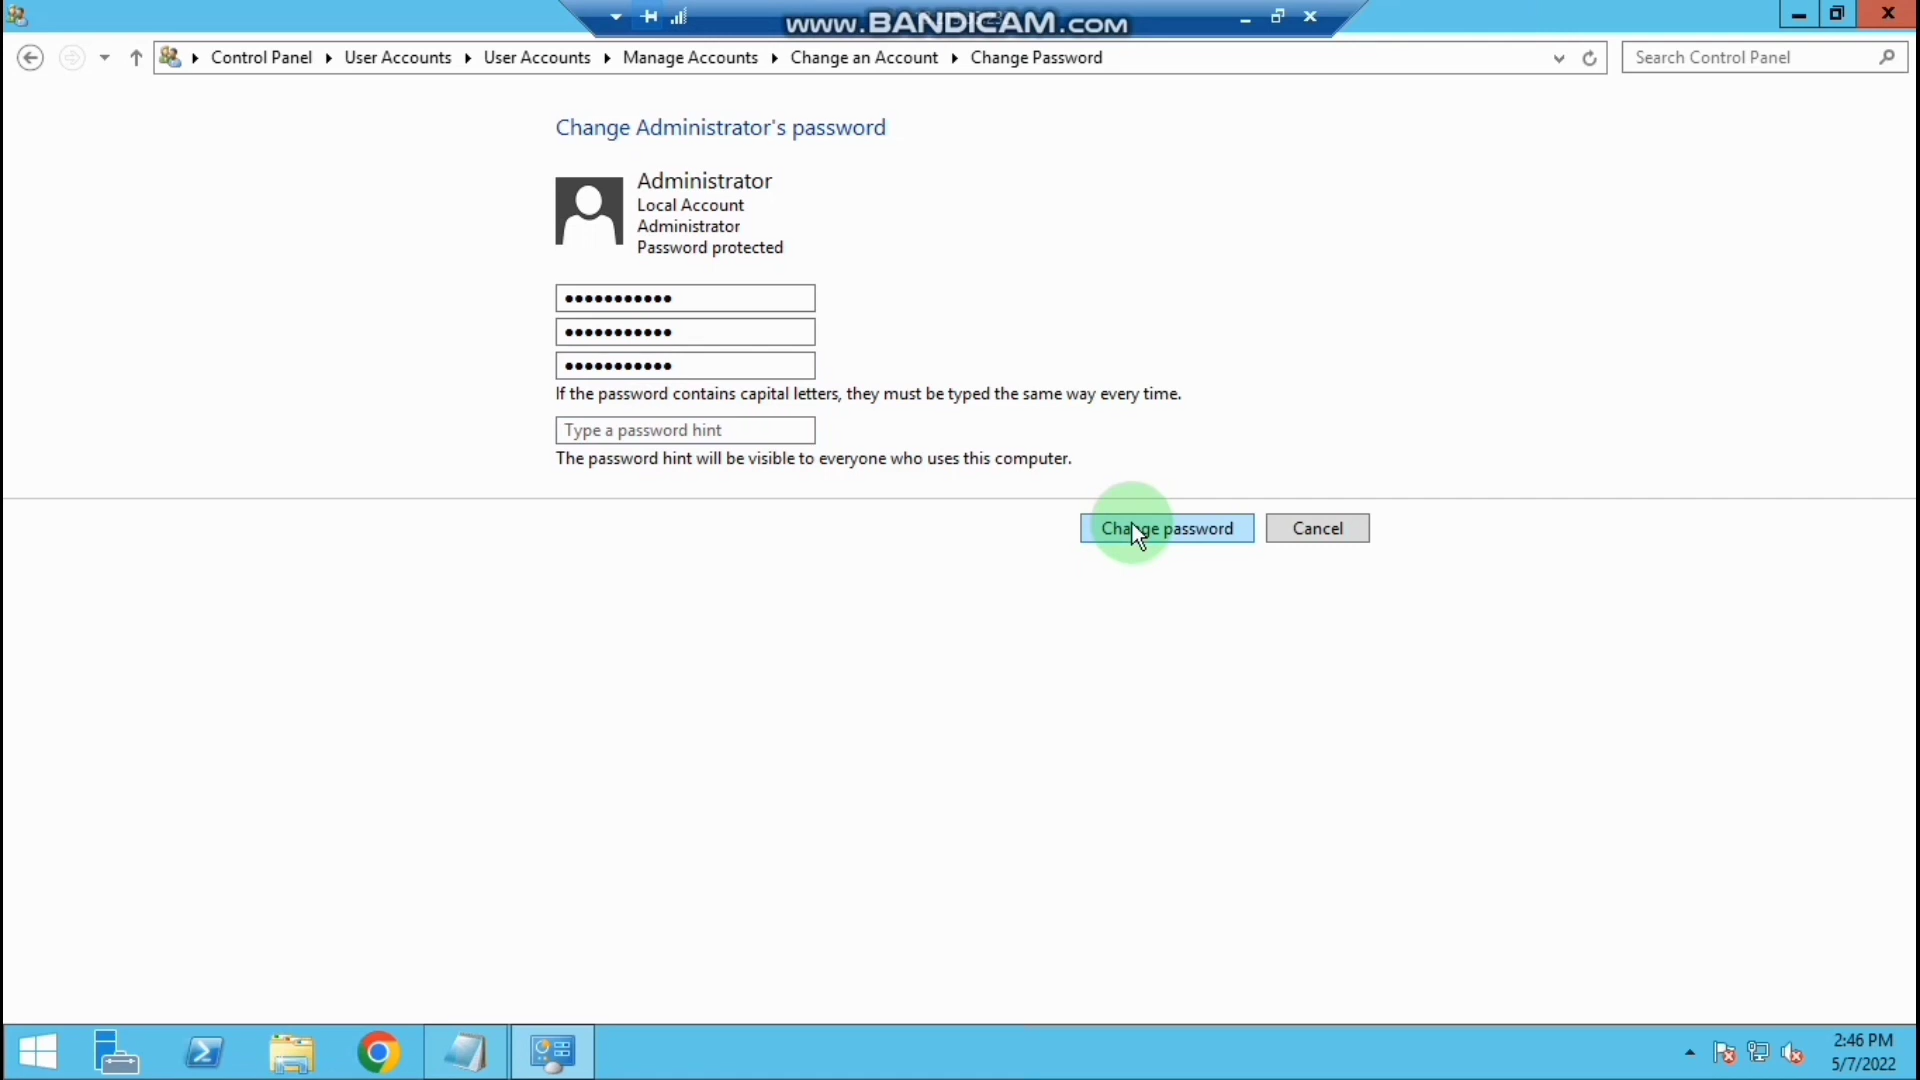 www.BANDICAM.com
Control Panel User Accounts User Accounts Manage Accounts Change an Account Change Password
Search Control Panel
Change Administrator's password
Administrator
Local Account
Administrator
Password protected
If the password contains capital letters, they must be typed the same way every time.
Type a password hint
The password hint will be visible to everyone who uses this computer.
Change password
Cancel
2:46 PM
5/7/2022